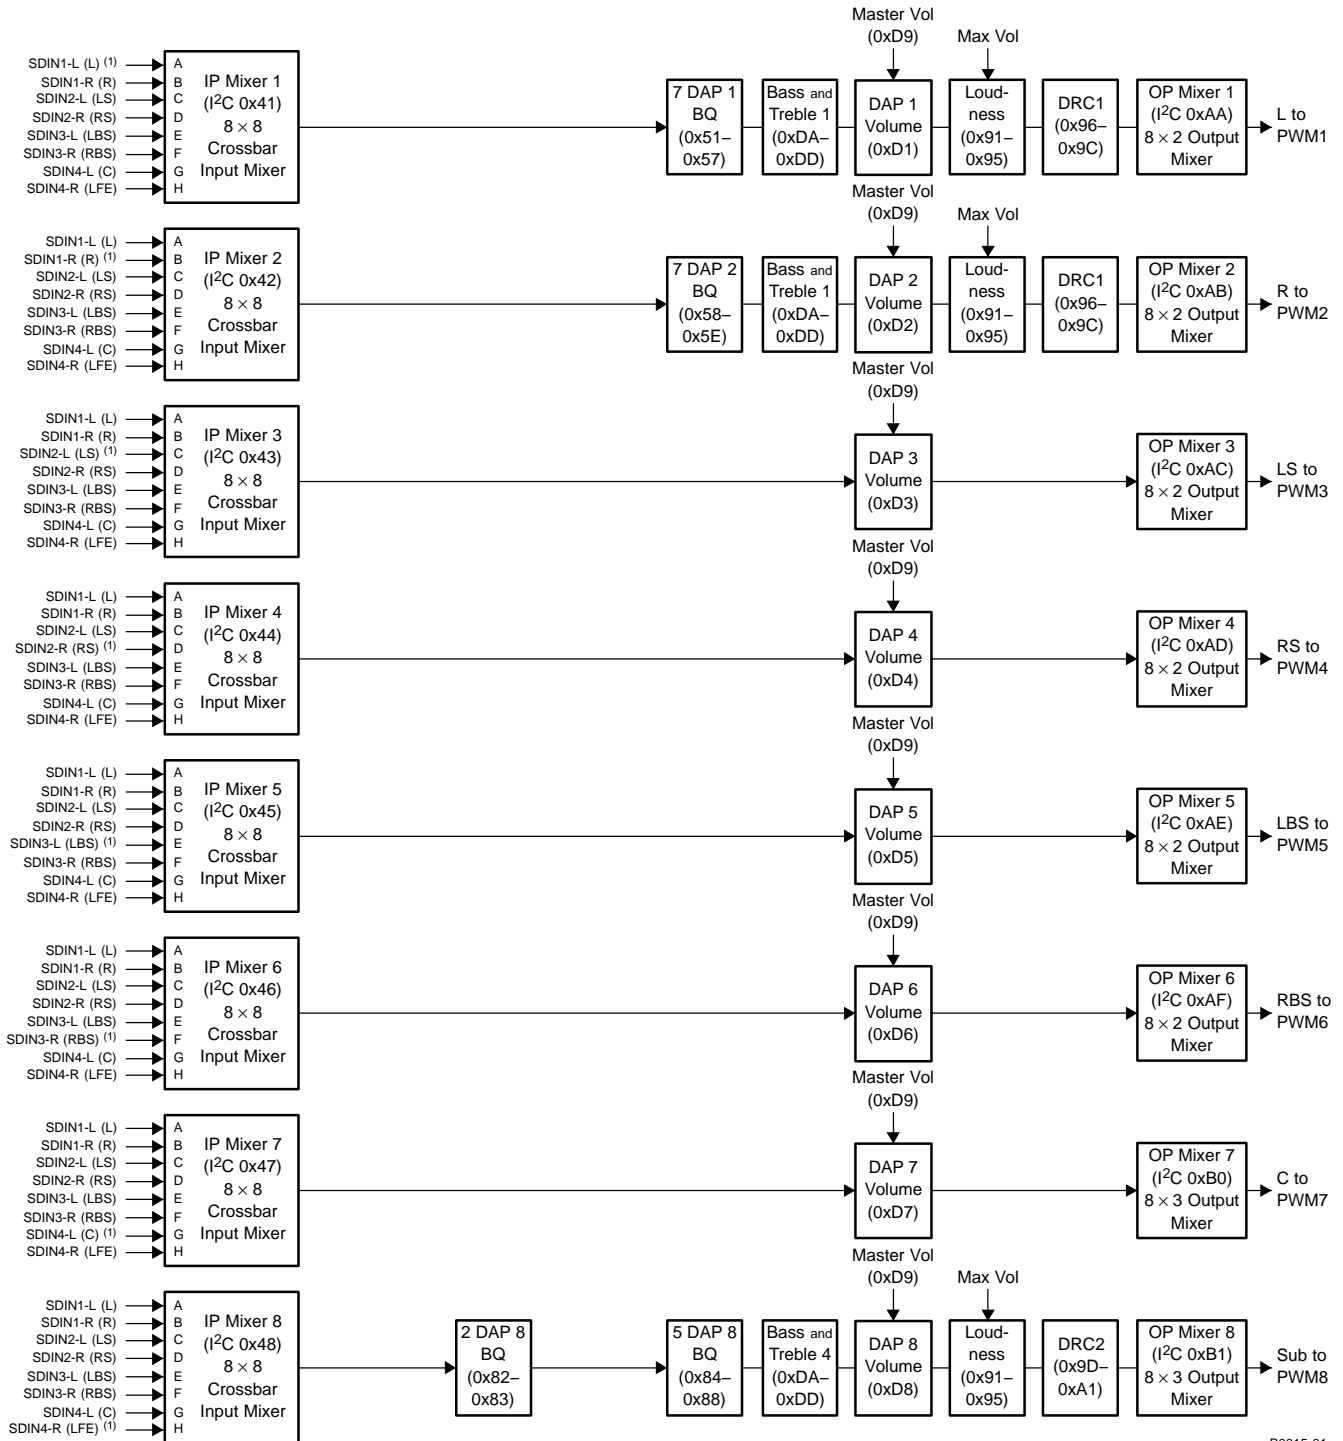 Master Vol
(0xD9)
Max Vol
SDIN1-L (L) (1)
SDIN1-R (R)
SDIN2-L (LS)
SDIN2-R (RS)
SDIN3-L (LBS)
SDIN3-R (RBS)
SDIN4-L (C)
SDIN4-R (LFE)
A
B
C
D
E
F
G
H
IP Mixer 1
(I2C 0x41)
8 × 8
Crossbar
Input Mixer
7 DAP 1
BQ
(0x51–
0x57)
Bass and
Treble 1
(0xDA–
0xDD)
DAP 1
Volume
(0xD1)
Loud-
ness
(0x91–
0x95)
DRC1
(0x96–
0x9C)
OP Mixer 1
(I2C 0xAA)
8 × 2 Output
Mixer
L to
PWM1
Master Vol
(0xD9)
Max Vol
SDIN1-L (L)
SDIN1-R (R) (1)
SDIN2-L (LS)
SDIN2-R (RS)
SDIN3-L (LBS)
SDIN3-R (RBS)
SDIN4-L (C)
SDIN4-R (LFE)
A
B
C
D
E
F
G
H
IP Mixer 2
(I2C 0x42)
8 × 8
Crossbar
Input Mixer
7 DAP 2
BQ
(0x58–
0x5E)
Bass and
Treble 1
(0xDA–
0xDD)
DAP 2
Volume
(0xD2)
Loud-
ness
(0x91–
0x95)
DRC1
(0x96–
0x9C)
OP Mixer 2
(I2C 0xAB)
8 × 2 Output
Mixer
R to
PWM2
Master Vol
(0xD9)
SDIN1-L (L)
SDIN1-R (R)
SDIN2-L (LS) (1)
SDIN2-R (RS)
SDIN3-L (LBS)
SDIN3-R (RBS)
SDIN4-L (C)
SDIN4-R (LFE)
A
B
C
D
E
F
G
H
IP Mixer 3
(I2C 0x43)
8 × 8
Crossbar
Input Mixer
DAP 3
Volume
(0xD3)
OP Mixer 3
(I2C 0xAC)
8 × 2 Output
Mixer
LS to
PWM3
Master Vol
(0xD9)
SDIN1-L (L)
SDIN1-R (R)
SDIN2-L (LS)
SDIN2-R (RS) (1)
SDIN3-L (LBS)
SDIN3-R (RBS)
SDIN4-L (C)
SDIN4-R (LFE)
A
B
C
D
E
F
G
H
IP Mixer 4
(I2C 0x44)
8 × 8
Crossbar
Input Mixer
DAP 4
Volume
(0xD4)
OP Mixer 4
(I2C 0xAD)
8 × 2 Output
Mixer
RS to
PWM4
Master Vol
(0xD9)
SDIN1-L (L)
SDIN1-R (R)
SDIN2-L (LS)
SDIN2-R (RS)
SDIN3-L (LBS) (1)
SDIN3-R (RBS)
SDIN4-L (C)
SDIN4-R (LFE)
A
B
C
D
E
F
G
H
IP Mixer 5
(I2C 0x45)
8 × 8
Crossbar
Input Mixer
DAP 5
Volume
(0xD5)
OP Mixer 5
(I2C 0xAE)
8 × 2 Output
Mixer
LBS to
PWM5
Master Vol
(0xD9)
SDIN1-L (L)
SDIN1-R (R)
SDIN2-L (LS)
SDIN2-R (RS)
SDIN3-L (LBS)
SDIN3-R (RBS) (1)
SDIN4-L (C)
SDIN4-R (LFE)
A
B
C
D
E
F
G
H
IP Mixer 6
(I2C 0x46)
8 × 8
Crossbar
Input Mixer
DAP 6
Volume
(0xD6)
OP Mixer 6
(I2C 0xAF)
8 × 2 Output
Mixer
RBS to
PWM6
Master Vol
(0xD9)
SDIN1-L (L)
SDIN1-R (R)
SDIN2-L (LS)
SDIN2-R (RS)
SDIN3-L (LBS)
SDIN3-R (RBS)
SDIN4-L (C) (1)
SDIN4-R (LFE)
A
B
C
D
E
F
G
H
IP Mixer 7
(I2C 0x47)
8 × 8
Crossbar
Input Mixer
DAP 7
Volume
(0xD7)
OP Mixer 7
(I2C 0xB0)
8 × 3 Output
Mixer
C to
PWM7
Master Vol
(0xD9)
Max Vol
SDIN1-L (L)
SDIN1-R (R)
SDIN2-L (LS)
SDIN2-R (RS)
SDIN3-L (LBS)
SDIN3-R (RBS)
SDIN4-L (C)
SDIN4-R (LFE) (1)
A
B
C
D
E
F
G
H
IP Mixer 8
(I2C 0x48)
8 × 8
Crossbar
Input Mixer
2 DAP 8
BQ
(0x82–
0x83)
5 DAP 8
BQ
(0x84–
0x88)
Bass and
Treble 4
(0xDA–
0xDD)
DAP 8
Volume
(0xD8)
Loud-
ness
(0x91–
0x95)
DRC2
(0x9D–
0xA1)
OP Mixer 8
(I2C 0xB1)
8 × 3 Output
Mixer
Sub to
PWM8